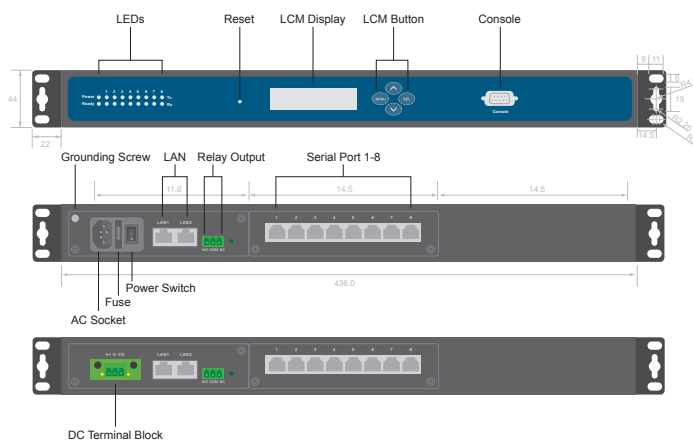 LEDs Reset LCM Display LCM Button Console
9 11
6
R4
1 2 3 4 5 6 7 8
Power Tx
Ready Rx
MENU SEL
44
19
Console
R2.25
14.5
22
Grounding Screw LAN Relay Output Serial Port 1-8
11.8 14.5 14.5
LAN1 LAN2
1 2 3 4 5 6 7 8
NO COM NC
436.0
Power Switch
Fuse
AC Socket
V+ V- FG
LAN1 LAN2
1 2 3 4 5 6 7 8
NO COM NC
DC Terminal Block